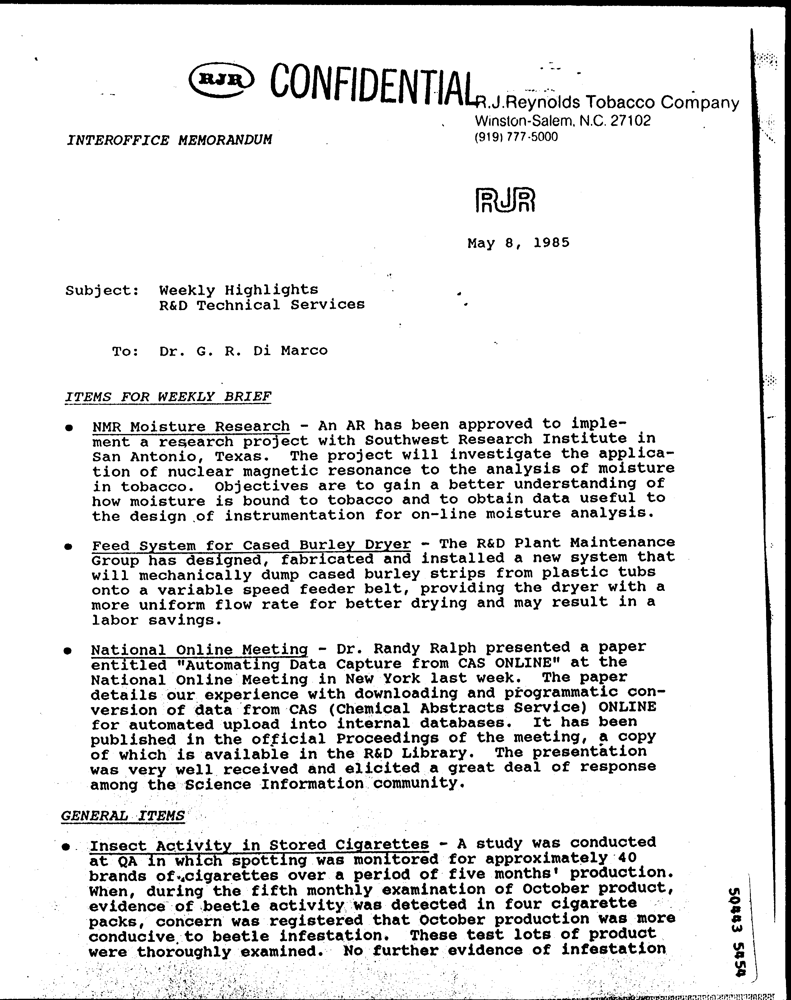 RJR CONFIDENTIAL
R.J.Reynolds Tobacco Company
Winston-Salem, N.C. 27102
(919) 777-5000
INTEROFFICE MEMORANDUM
RJR
May 8, 1985
Subject: Weekly Highlights
R&D Technical Services
To: Dr. G. R. Di Marco
ITEMS FOR WEEKLY BRIEF
• NMR Moisture Research - An AR has been approved to imple-
ment a research project with Southwest Research Institute in
San Antonio, Texas. The project will investigate the applica-
tion of nuclear magnetic resonance to the analysis of moisture
in tobacco. Objectives are to gain a better understanding of
how moisture is bound to tobacco and to obtain data useful to
the design of instrumentation for on-line moisture analysis.
• Feed System for Cased Burley Dryer - The R&D Plant Maintenance
Group has designed, fabricated and installed a new system that
will mechanically dump cased burley strips from plastic tubs
onto a variable speed feeder belt, providing the dryer with a
more uniform flow rate for better drying and may result in a
labor savings.
• National Online Meeting - Dr. Randy Ralph presented a paper
entitled "Automating Data Capture from CAS ONLINE" at the
National Online Meeting in New York last week. The paper
details our experience with downloading and programmatic con-
version of data from CAS (Chemical Abstracts Service) ONLINE
for automated upload into internal databases. It has been
published in the official Proceedings of the meeting, a copy
of which is available in the R&D Library. The presentation
was very well received and elicited a great deal of response
among the Science Information community.
GENERAL ITEMS
• Insect Activity in Stored Cigarettes - A study was conducted
at QA in which spotting was monitored for approximately 40
brands of cigarettes over a period of five months' production.
When, during the fifth monthly examination of October product,
evidence of beetle activity was detected in four cigarette
packs, concern was registered that October production was more
conducive to beetle infestation. These test lots of product
were thoroughly examined. No further evidence of infestation
50443 5454